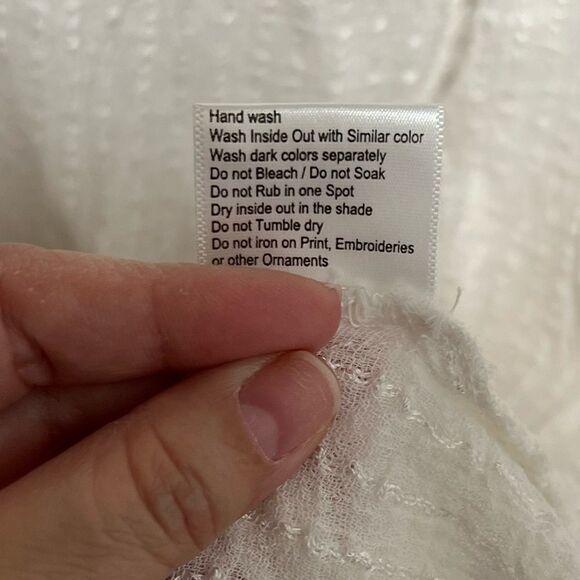 Hand wash
Wash Inside Out with Similar color
Wash dark colors separately
Do not Bleach / Do not Soak
Do not Rub in one Spot
Dry inside out in the shade
Do not Tumble dry
Do not iron on Print, Embroideries
or other Ornaments